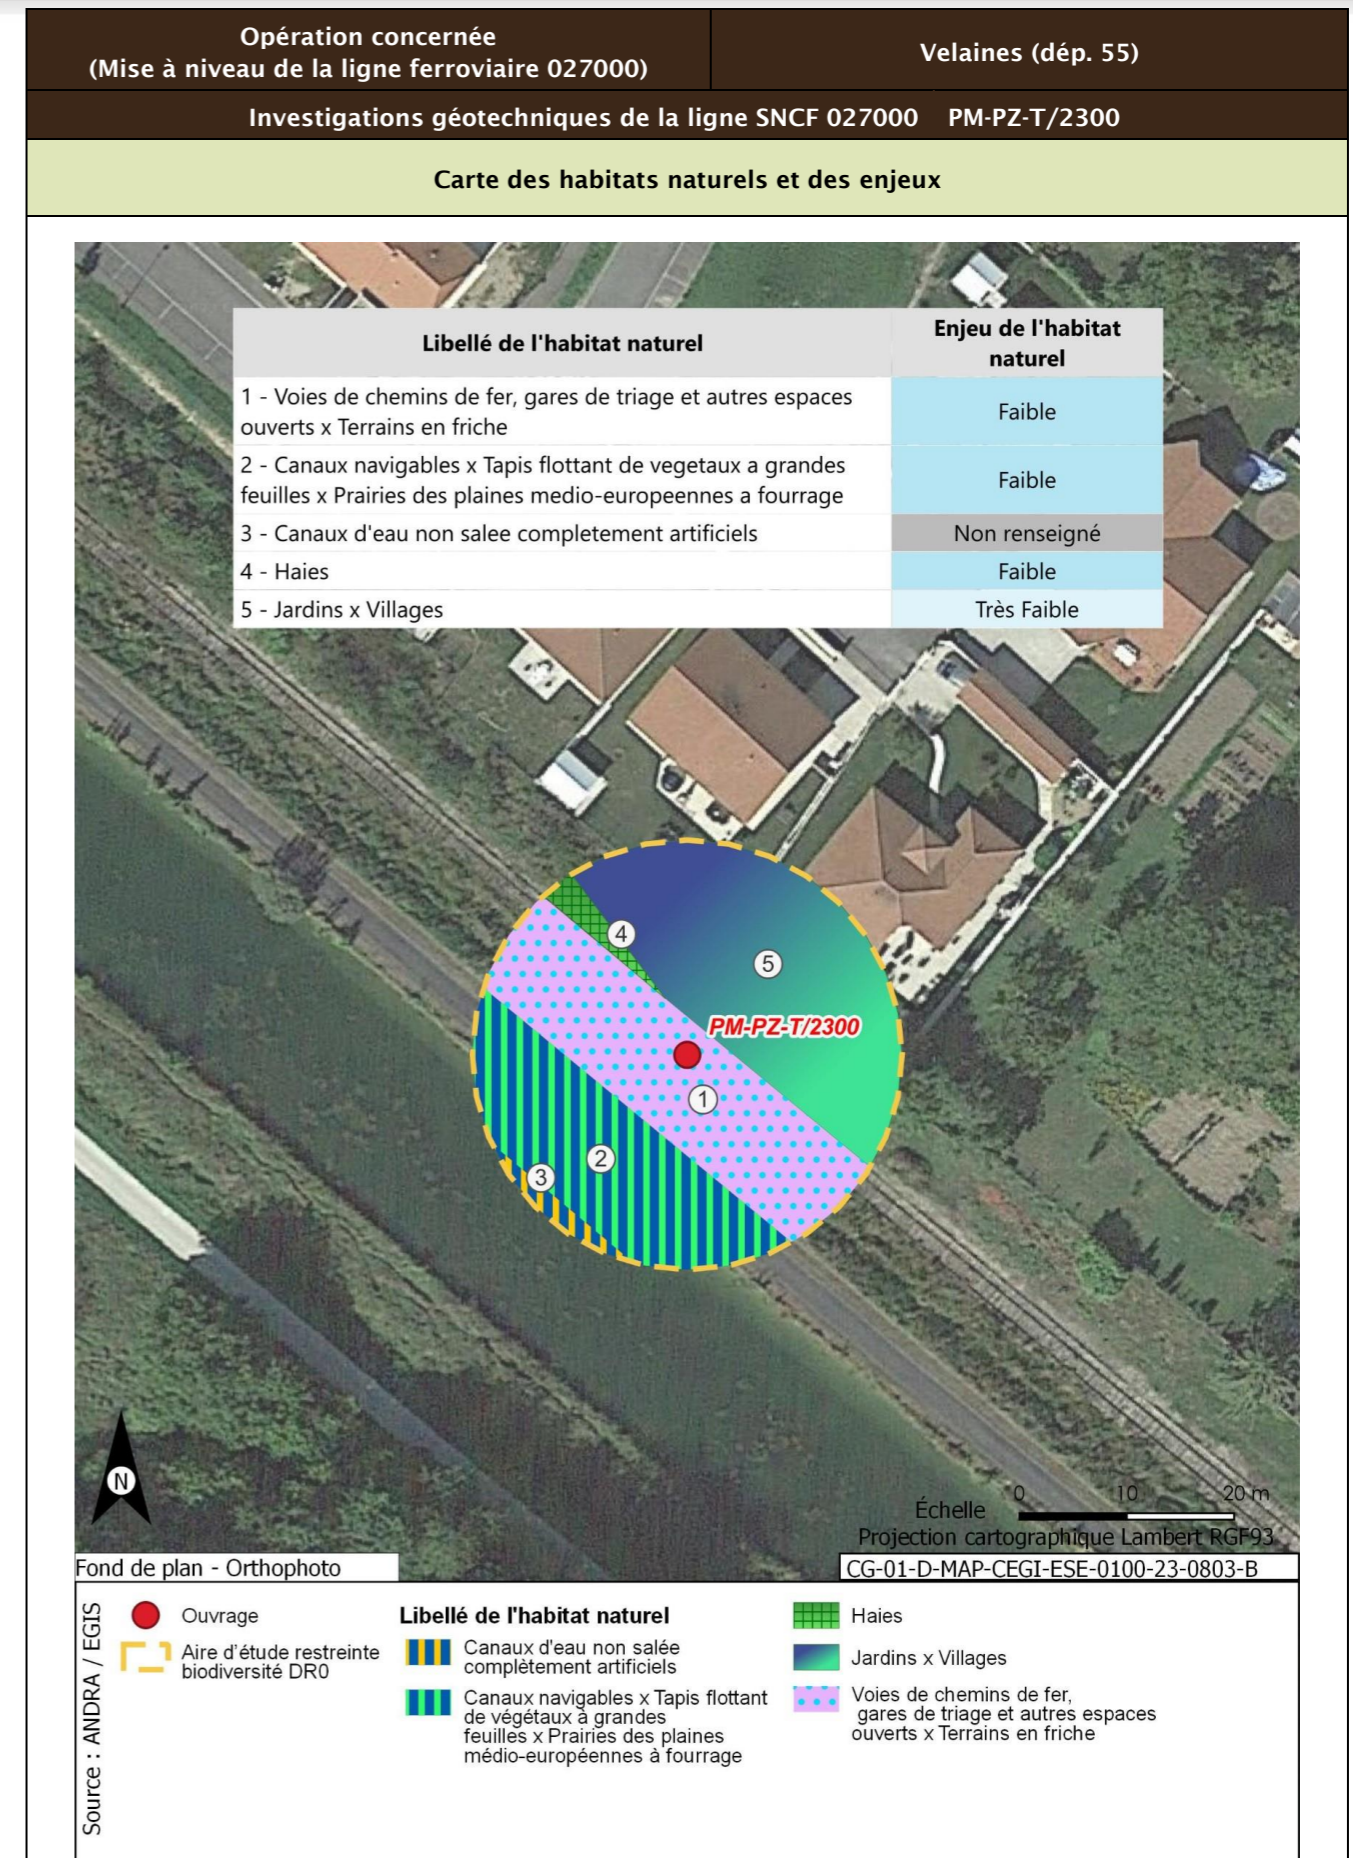 Opération concernée
(Mise à niveau de la ligne ferroviaire 027000)
Velaines (dép. 55)
Investigations géotechniques de la ligne SNCF 027000 PM-PZ-T/2300
Carte des habitats naturels et des enjeux
Libellé de l'habitat naturel
Enjeu de l'habitat
naturel
1 - Voies de chemins de fer, gares de triage et autres espaces
ouverts x Terrains en friche
Faible
2 - Canaux navigables x Tapis flottant de vegetaux a grandes
feuilles x Prairies des plaines medio-europeennes a fourrage
Faible
3 - Canaux d'eau non salee completement artificiels
Non renseigné
4 - Haies
Faible
5 - Jardins x Villages
Très Faible
4
5
PM-PZ-T/2300
1
2
3
N
0 10 20 m
Échelle
Projection cartographique Lambert RGF93
Fond de plan - Orthophoto
CG-01-D-MAP-CEGI-ESE-0100-23-0803-B
Source : ANDRA / EGIS
Ouvrage
Aire d'étude restreinte
biodiversité DR0
Libellé de l'habitat naturel
Canaux d'eau non salée
complètement artificiels
Canaux navigables x Tapis flottant
de végétaux à grandes
feuilles x Prairies des plaines
médio-européennes à fourrage
Haies
Jardins x Villages
Voies de chemins de fer,
gares de triage et autres espaces
ouverts x Terrains en friche